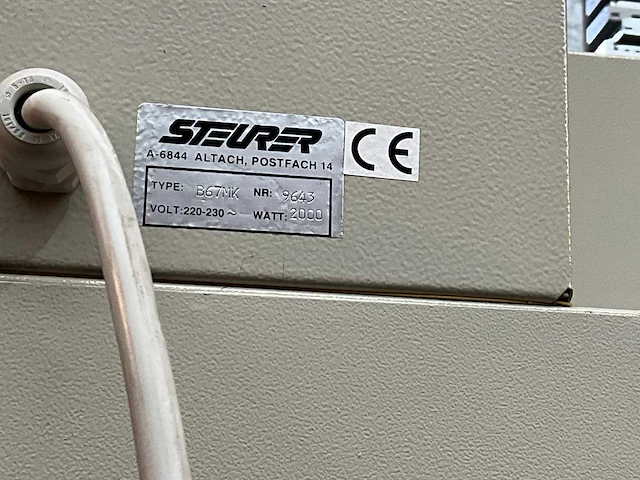 STEURER
A-6844 ALTACH, POSTFACH 14
TYPE: B67MK NR: 9643
VOLT:220-230~ WATT:2000
CE